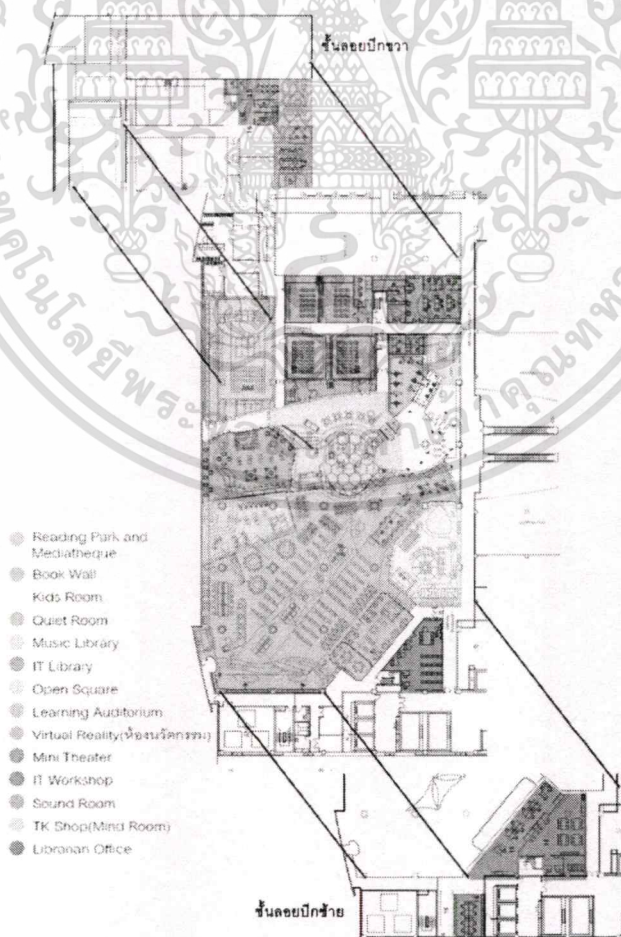 ชั้นลอยปีกขวา
Reading Park and
Mediatheque
Book Wall
Kids Room
Quiet Room
Music Library
IT Library
Open Square
Learning Auditorium
Virtual Reality(ห้องนวัตกรรม)
Mini Theater
IT Workshop
Sound Room
TK Shop(Mind Room)
Librarian Office
ชั้นลอยปีกซ้าย